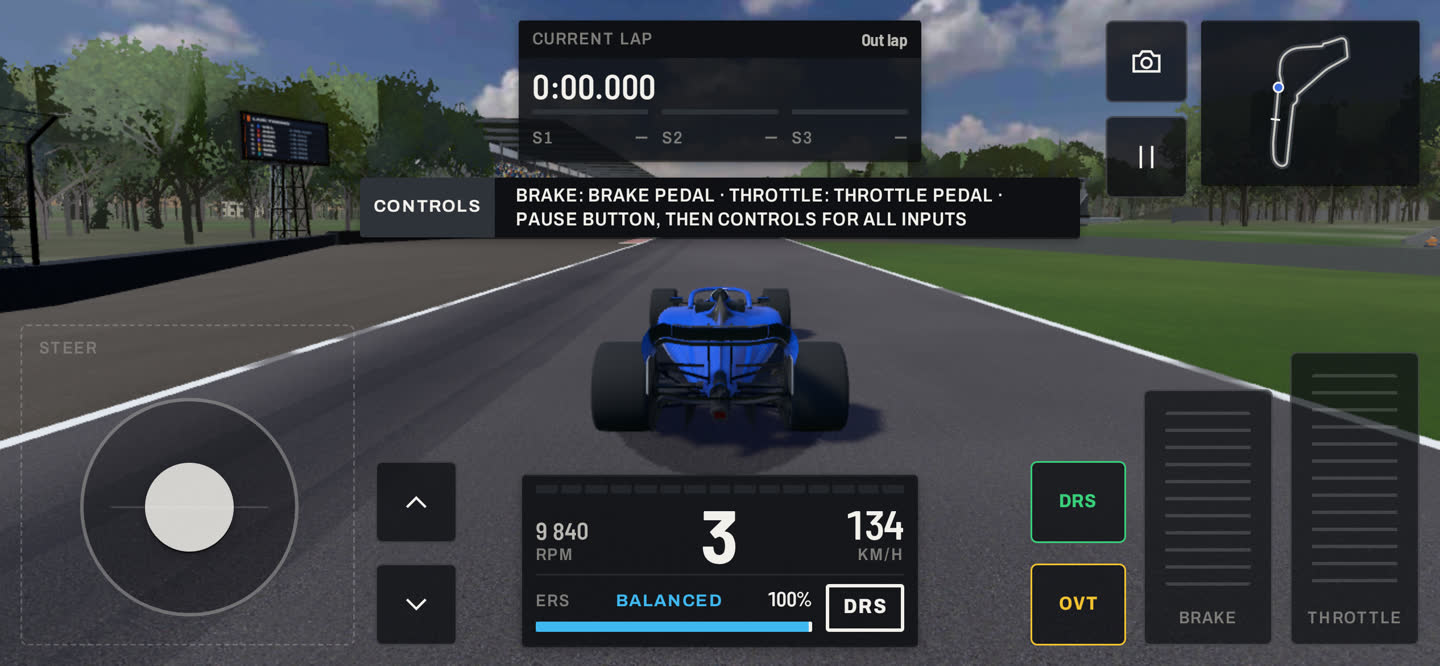 CURRENT LAP Out lap
0:00.000
S1 – S2 – S3 –
CONTROLS
BRAKE: BRAKE PEDAL · THROTTLE: THROTTLE PEDAL ·
PAUSE BUTTON, THEN CONTROLS FOR ALL INPUTS
STEER
9 840
RPM
3
134
KM/H
ERS BALANCED 100% DRS
DRS
OVT
BRAKE
THROTTLE